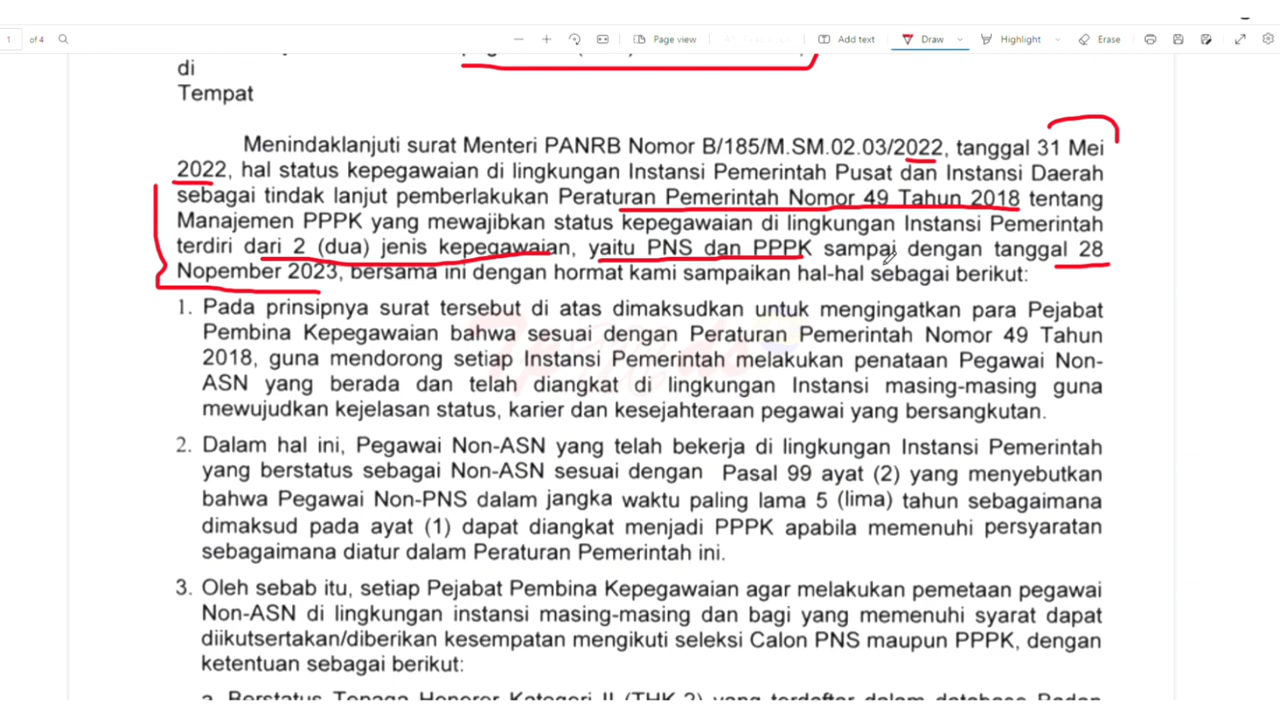 1 of 4 Page view Add text Draw Highlight Erase
di
Tempat
Menindaklanjuti surat Menteri PANRB Nomor B/185/M.SM.02.03/2022, tanggal 31 Mei
2022, hal status kepegawaian di lingkungan Instansi Pemerintah Pusat dan Instansi Daerah
sebagai tindak lanjut pemberlakukan Peraturan Pemerintah Nomor 49 Tahun 2018 tentang
Manajemen PPPK yang mewajibkan status kepegawaian di lingkungan Instansi Pemerintah
terdiri dari 2 (dua) jenis kepegawaian, yaitu PNS dan PPPK sampai dengan tanggal 28
Nopember 2023, bersama ini dengan hormat kami sampaikan hal-hal sebagai berikut:
1. Pada prinsipnya surat tersebut di atas dimaksudkan untuk mengingatkan para Pejabat
Pembina Kepegawaian bahwa sesuai dengan Peraturan Pemerintah Nomor 49 Tahun
2018, guna mendorong setiap Instansi Pemerintah melakukan penataan Pegawai Non-
ASN yang berada dan telah diangkat di lingkungan Instansi masing-masing guna
mewujudkan kejelasan status, karier dan kesejahteraan pegawai yang bersangkutan.
2. Dalam hal ini, Pegawai Non-ASN yang telah bekerja di lingkungan Instansi Pemerintah
yang berstatus sebagai Non-ASN sesuai dengan Pasal 99 ayat (2) yang menyebutkan
bahwa Pegawai Non-PNS dalam jangka waktu paling lama 5 (lima) tahun sebagaimana
dimaksud pada ayat (1) dapat diangkat menjadi PPPK apabila memenuhi persyaratan
sebagaimana diatur dalam Peraturan Pemerintah ini.
3. Oleh sebab itu, setiap Pejabat Pembina Kepegawaian agar melakukan pemetaan pegawai
Non-ASN di lingkungan instansi masing-masing dan bagi yang memenuhi syarat dapat
diikutsertakan/diberikan kesempatan mengikuti seleksi Calon PNS maupun PPPK, dengan
ketentuan sebagai berikut:
a. Berstatus Tenaga Honorer Kategori II (THK-2) yang terdaftar dalam database Badan